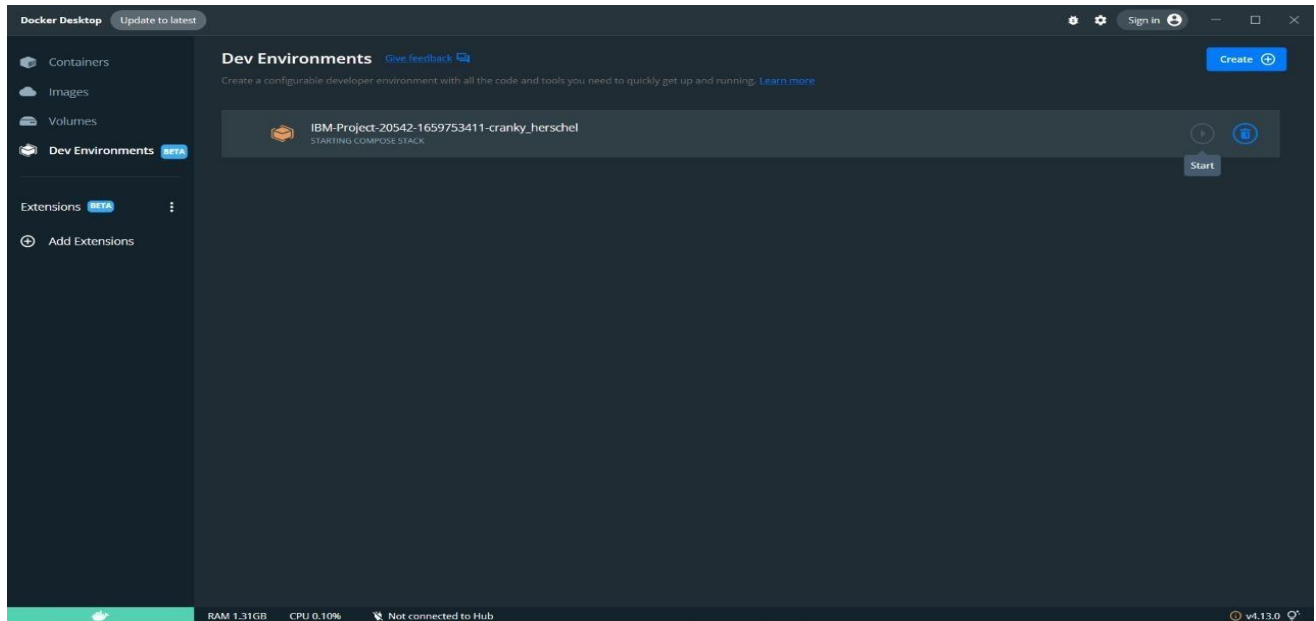 Docker Desktop Update to latest Sign in
Containers
Images
Volumes
Dev Environments BETA
Extensions BETA
Add Extensions
Dev Environments Give feedback
Create
Create a configurable developer environment with all the code and tools you need to quickly get up and running. Learn more
IBM-Project-20542-1659753411-cranky_herschel
STARTING COMPOSE STACK
Start
RAM 1.31GB CPU 0.10% Not connected to Hub v4.13.0